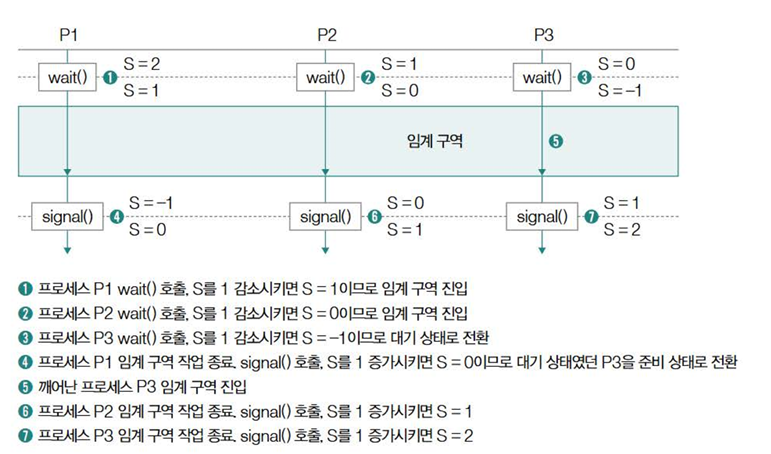 P1 P2 P3
wait() ❶ S = 2 wait() ❷ S = 1 wait() ❸ S = 0
S = 1 S = 0 S = –1
임계 구역 ❺
signal() ❹ S = –1 signal() ❻ S = 0 signal() ❼ S = 1
S = 0 S = 1 S = 2
❶ 프로세스 P1 wait() 호출, S를 1 감소시키면 S = 1이므로 임계 구역 진입
❷ 프로세스 P2 wait() 호출, S를 1 감소시키면 S = 0이므로 임계 구역 진입
❸ 프로세스 P3 wait() 호출, S를 1 감소시키면 S = –1이므로 대기 상태로 전환
❹ 프로세스 P1 임계 구역 작업 종료, signal() 호출, S를 1 증가시키면 S = 0이므로 대기 상태였던 P3을 준비 상태로 전환
❺ 깨어난 프로세스 P3 임계 구역 진입
❻ 프로세스 P2 임계 구역 작업 종료, signal() 호출, S를 1 증가시키면 S = 1
❼ 프로세스 P3 임계 구역 작업 종료, signal() 호출, S를 1 증가시키면 S = 2